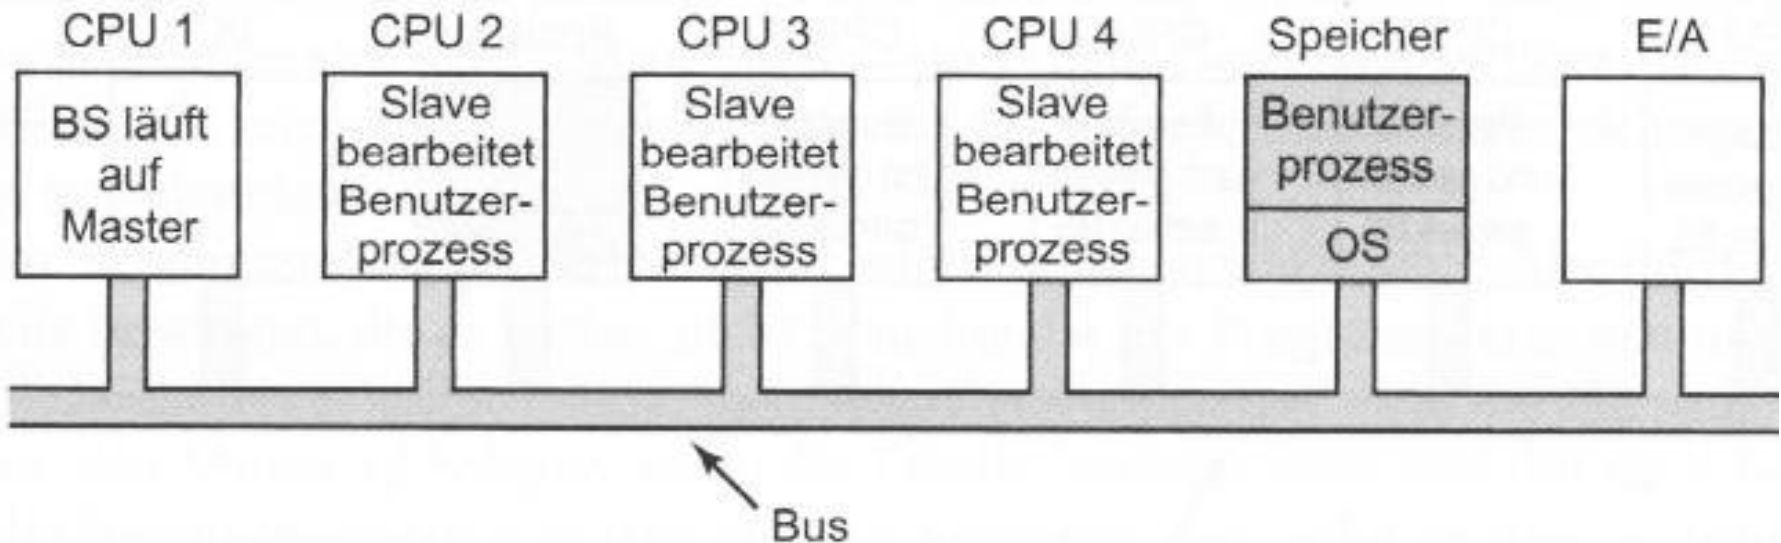 CPU 1
CPU 2
CPU 3
CPU 4
Speicher
E/A
BS läuft
auf
Master
Slave
bearbeitet
Benutzer-
prozess
Slave
bearbeitet
Benutzer-
prozess
Slave
bearbeitet
Benutzer-
prozess
Benutzer-
prozess
OS
Bus